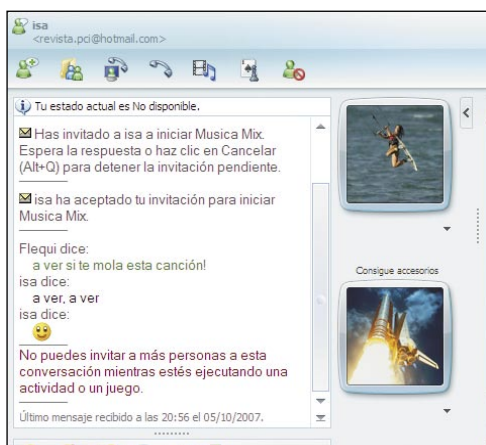 isa
<revista.pci@hotmail.com>
Tu estado actual es No disponible.
Has invitado a isa a iniciar Musica Mix.
Espera la respuesta o haz clic en Cancelar
(Alt+Q) para detener la invitación pendiente.
isa ha aceptado tu invitación para iniciar
Musica Mix.
Flequi dice:
a ver si te mola esta canción!
isa dice:
a ver, a ver
isa dice:
No puedes invitar a más personas a esta
conversación mientras estés ejecutando una
actividad o un juego.
Último mensaje recibido a las 20:56 el 05/10/2007.
Consigue accesorios